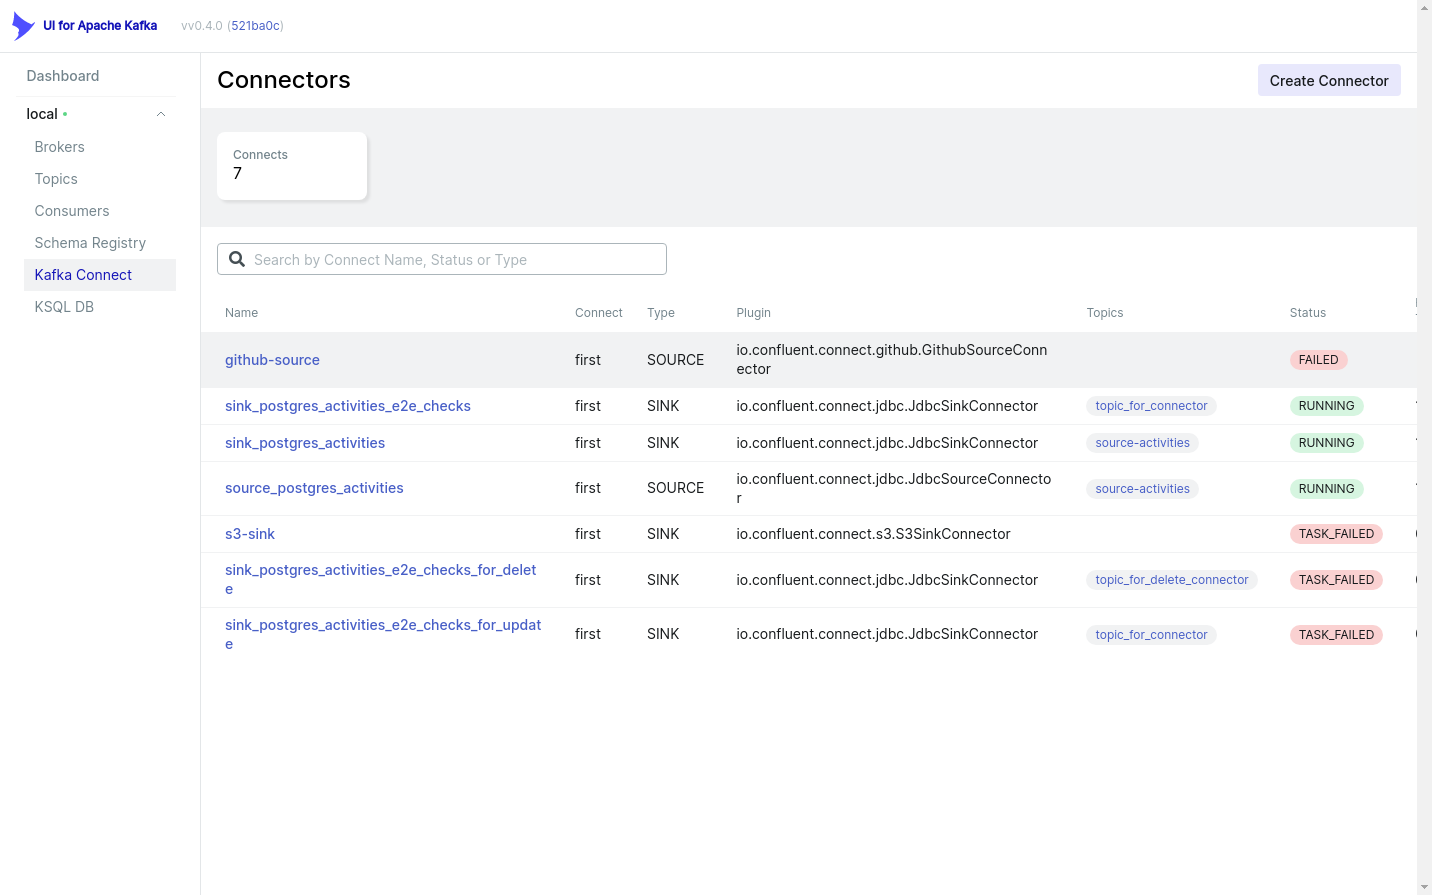 UI for Apache Kafka
vv0.4.0 (521ba0c)
Dashboard
local
Brokers
Topics
Consumers
Schema Registry
Kafka Connect
KSQL DB
Connectors
Create Connector
Connects
7
Search by Connect Name, Status or Type
Name Connect Type Plugin Topics Status
github-source first SOURCE io.confluent.connect.github.GithubSourceConn
ector FAILED
sink_postgres_activities_e2e_checks first SINK io.confluent.connect.jdbc.JdbcSinkConnector topic_for_connector RUNNING
sink_postgres_activities first SINK io.confluent.connect.jdbc.JdbcSinkConnector source-activities RUNNING
source_postgres_activities first SOURCE io.confluent.connect.jdbc.JdbcSourceConnecto
r source-activities RUNNING
s3-sink first SINK io.confluent.connect.s3.S3SinkConnector TASK_FAILED
sink_postgres_activities_e2e_checks_for_delet
e first SINK io.confluent.connect.jdbc.JdbcSinkConnector topic_for_delete_connector TASK_FAILED
sink_postgres_activities_e2e_checks_for_updat
e first SINK io.confluent.connect.jdbc.JdbcSinkConnector topic_for_connector TASK_FAILED